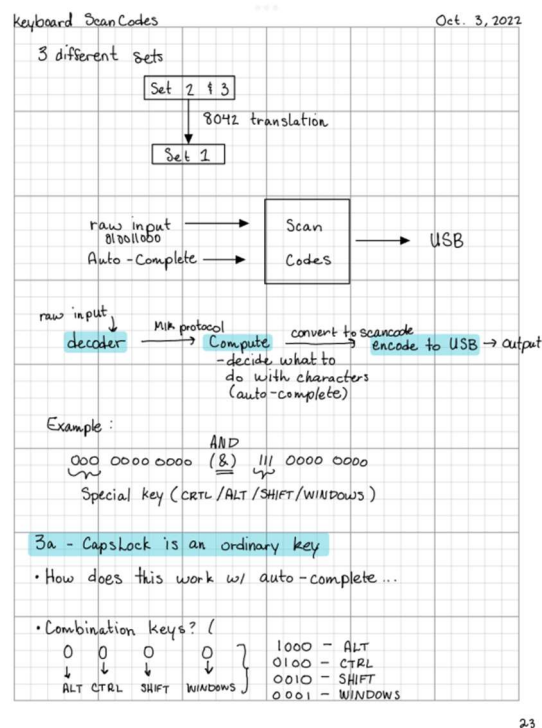 Keyboard Scan Codes Oct. 3, 2022
3 different sets
Set 2 & 3
8042 translation
Set 1
raw input
010011000
Auto-Complete
Scan
Codes
USB
raw input
decoder
MIK protocol
Compute
convert to scancode
encode to USB → output
- decide what to
do with characters
(auto-complete)
Example:
AND
000 0000 0000 (&) 111 0000 0000
Special key (CRTL/ALT/SHIFT/WINDOWS)
3a - CapsLock is an ordinary key
• How does this work w/ auto-complete...
• Combination keys? (
0 0 0 0
ALT CTRL SHIFT WINDOWS
1000 - ALT
0100 - CTRL
0010 - SHIFT
0001 - WINDOWS
23